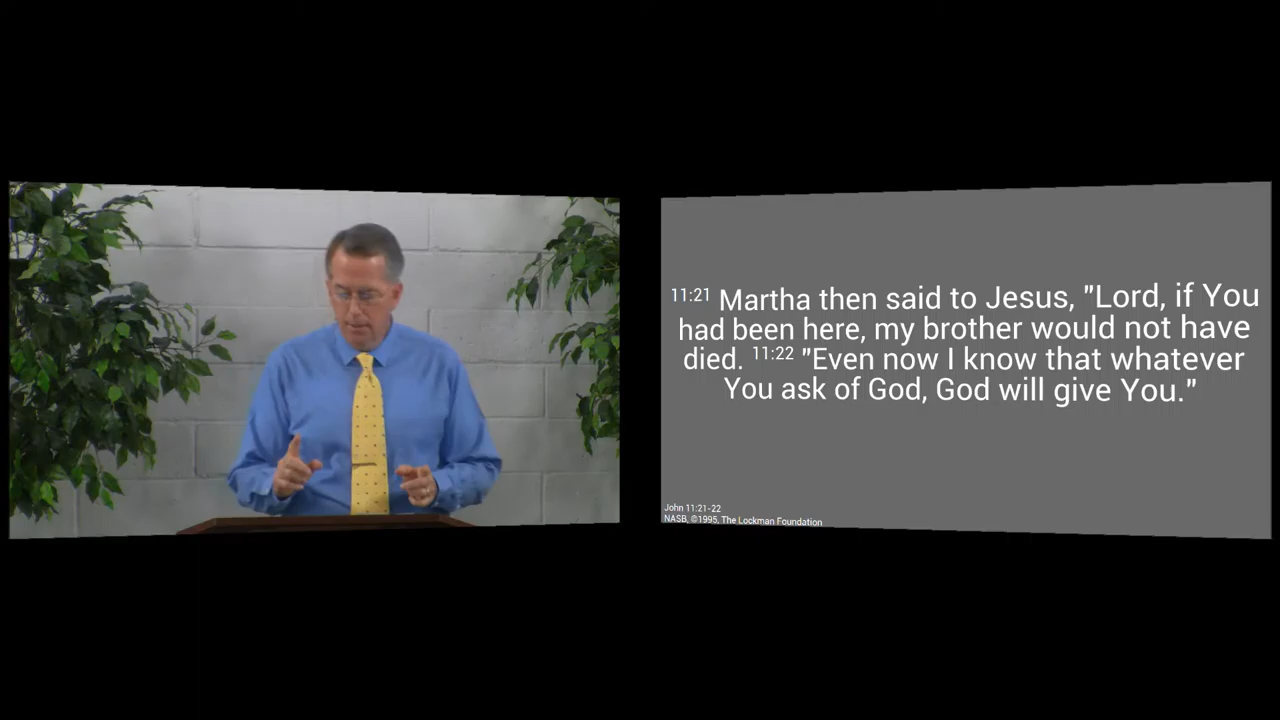 11:21 Martha then said to Jesus, "Lord, if You
had been here, my brother would not have
died. 11:22 "Even now I know that whatever
You ask of God, God will give You."
John 11:21-22
NASB, ©1995, The Lockman Foundation